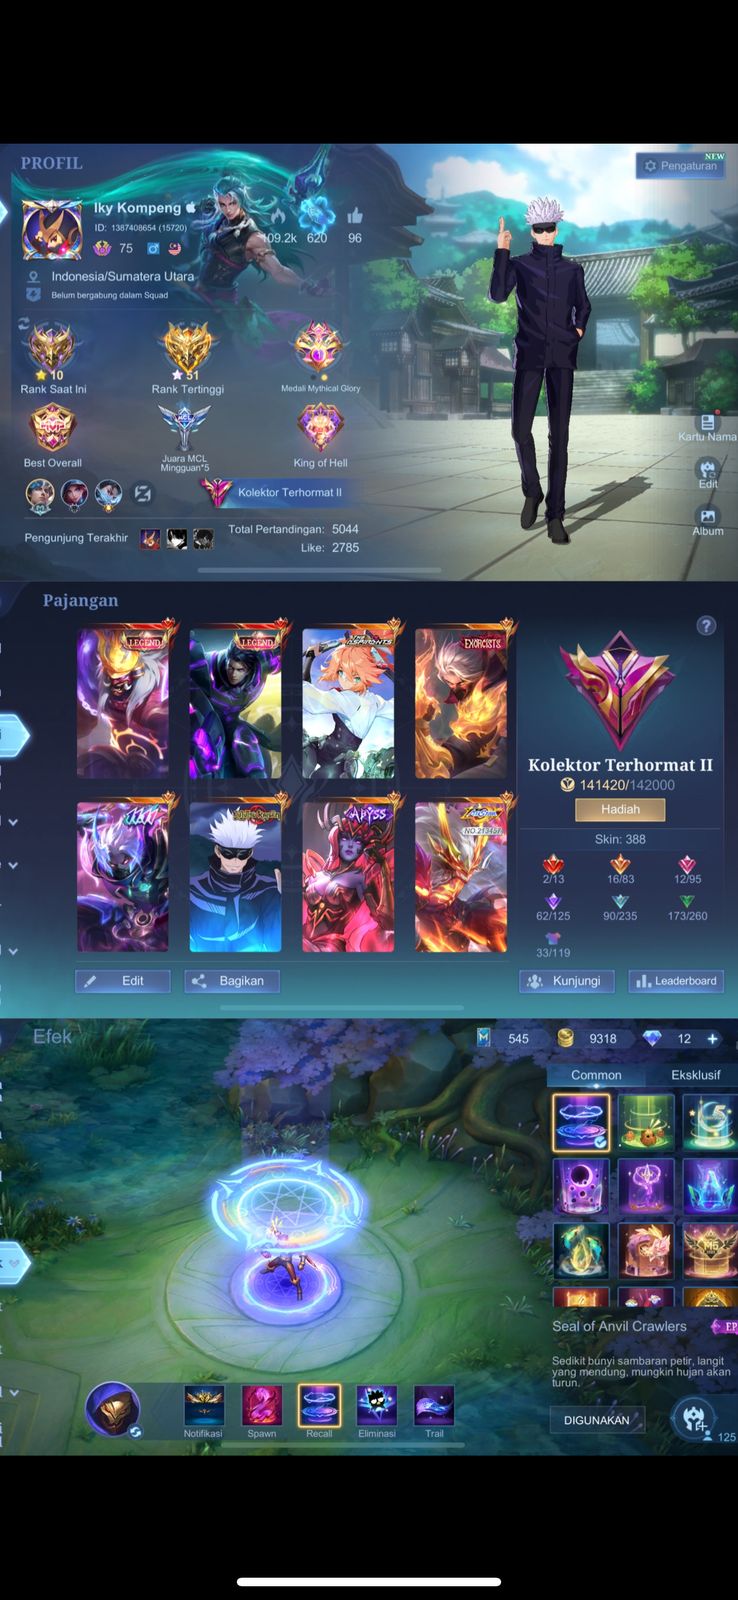 PROFIL
NEW
Pengaturan
Iky Kompeng
ID: 1387408654 (15720)
75
09.2k 620 96
Indonesia/Sumatera Utara
Belum bergabung dalam Squad
10
51
Rank Saat Ini
Rank Tertinggi
Medali Mythical Glory
Best Overall
Juara MCL
Mingguan*5
King of Hell
Kartu Nama
Edit
Album
Kolektor Terhormat II
Pengunjung Terakhir
Total Pertandingan: 5044
Like: 2785
Pajangan
?
LEGEND
LEGEND
THE ASPIRANTS
EXORCISTS
Kolektor Terhormat II
141420/142000
Hadiah
Skin: 388
2/13 16/83 12/95
62/125 90/235 173/260
33/119
JUJUTSU KAISEN
ABYSS
Edit
Bagikan
Kunjungi
Leaderboard
Efek
545 9318 12 +
Common
Eksklusif
Seal of Anvil Crawlers
EP
Sedikit bunyi sambaran petir, langit
yang mendung, mungkin hujan akan
turun.
DIGUNAKAN
125
Notifikasi
Spawn
Recall
Eliminasi
Trail